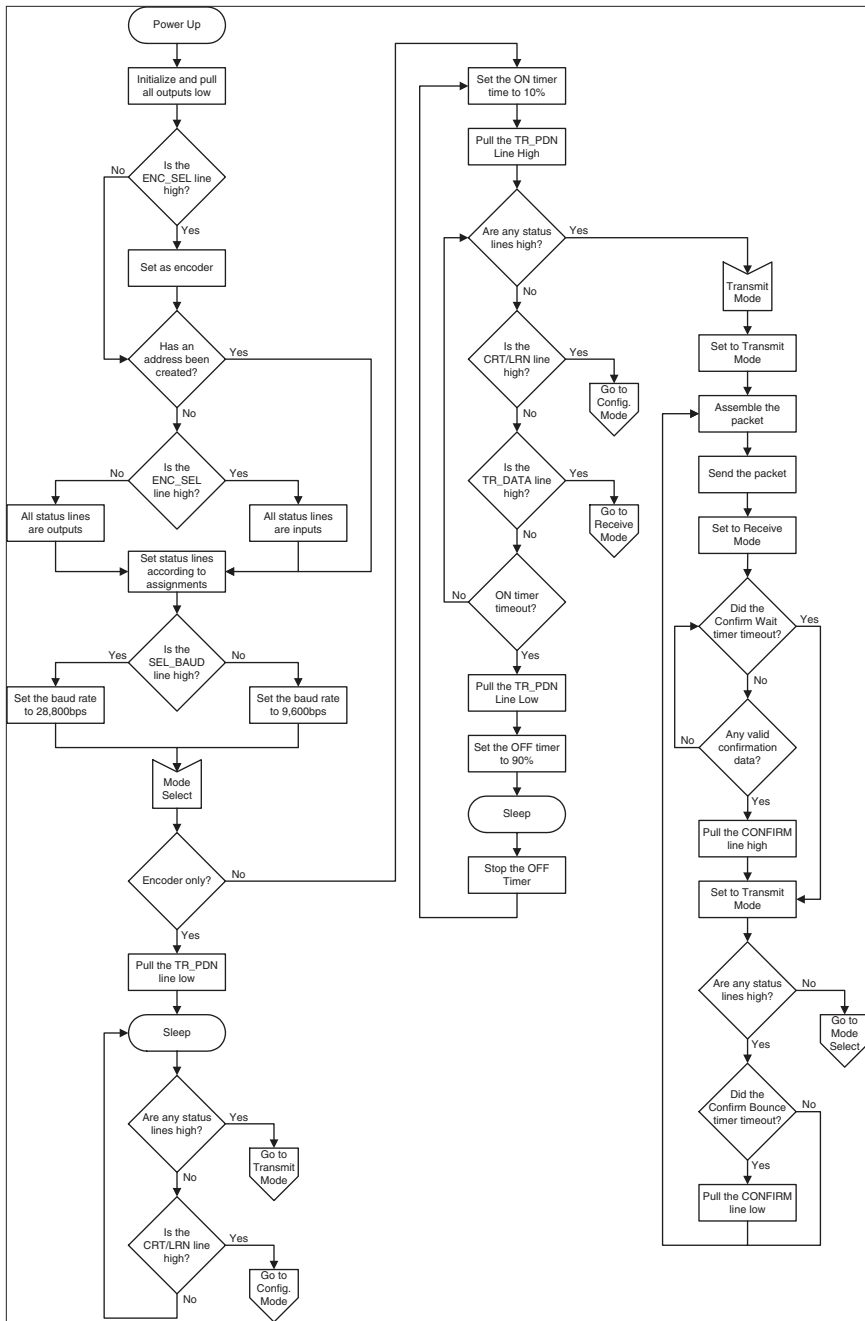 Power Up
Initialize and pull
all outputs low
Is the
ENC_SEL line
high?
No
Yes
Set as encoder
Has an
address been
created?
Yes
No
Is the
ENC_SEL
line high?
No
Yes
All status lines
are outputs
All status lines
are inputs
Set status lines
according to
assignments
Is the
SEL_BAUD
line high?
Yes
No
Set the baud rate
to 28,800bps
Set the baud rate
to 9,600bps
Mode
Select
Encoder only?
No
Yes
Pull the TR_PDN
line low
Sleep
Are any status
lines high?
Yes
Go to
Transmit
Mode
No
Is the
CRT/LRN line
high?
Yes
Go to
Config.
Mode
No
Set the ON timer
time to 10%
Pull the TR_PDN
Line High
Are any status
lines high?
Yes
No
Is the
CRT/LRN line
high?
Yes
Go to
Config.
Mode
No
Is the
TR_DATA line
high?
Yes
Go to
Receive
Mode
No
ON timer
timeout?
No
Yes
Pull the TR_PDN
Line Low
Set the OFF timer
to 90%
Sleep
Stop the OFF
Timer
Transmit
Mode
Set to Transmit
Mode
Assemble the
packet
Send the packet
Set to Receive
Mode
Did the
Confirm Wait
timer timeout?
Yes
No
Any valid
confirmation
data?
No
Yes
Pull the CONFIRM
line high
Set to Transmit
Mode
Are any status
lines high?
No
Go to
Mode
Select
Yes
Did the
Confirm Bounce
timer timeout?
No
Yes
Pull the CONFIRM
line low